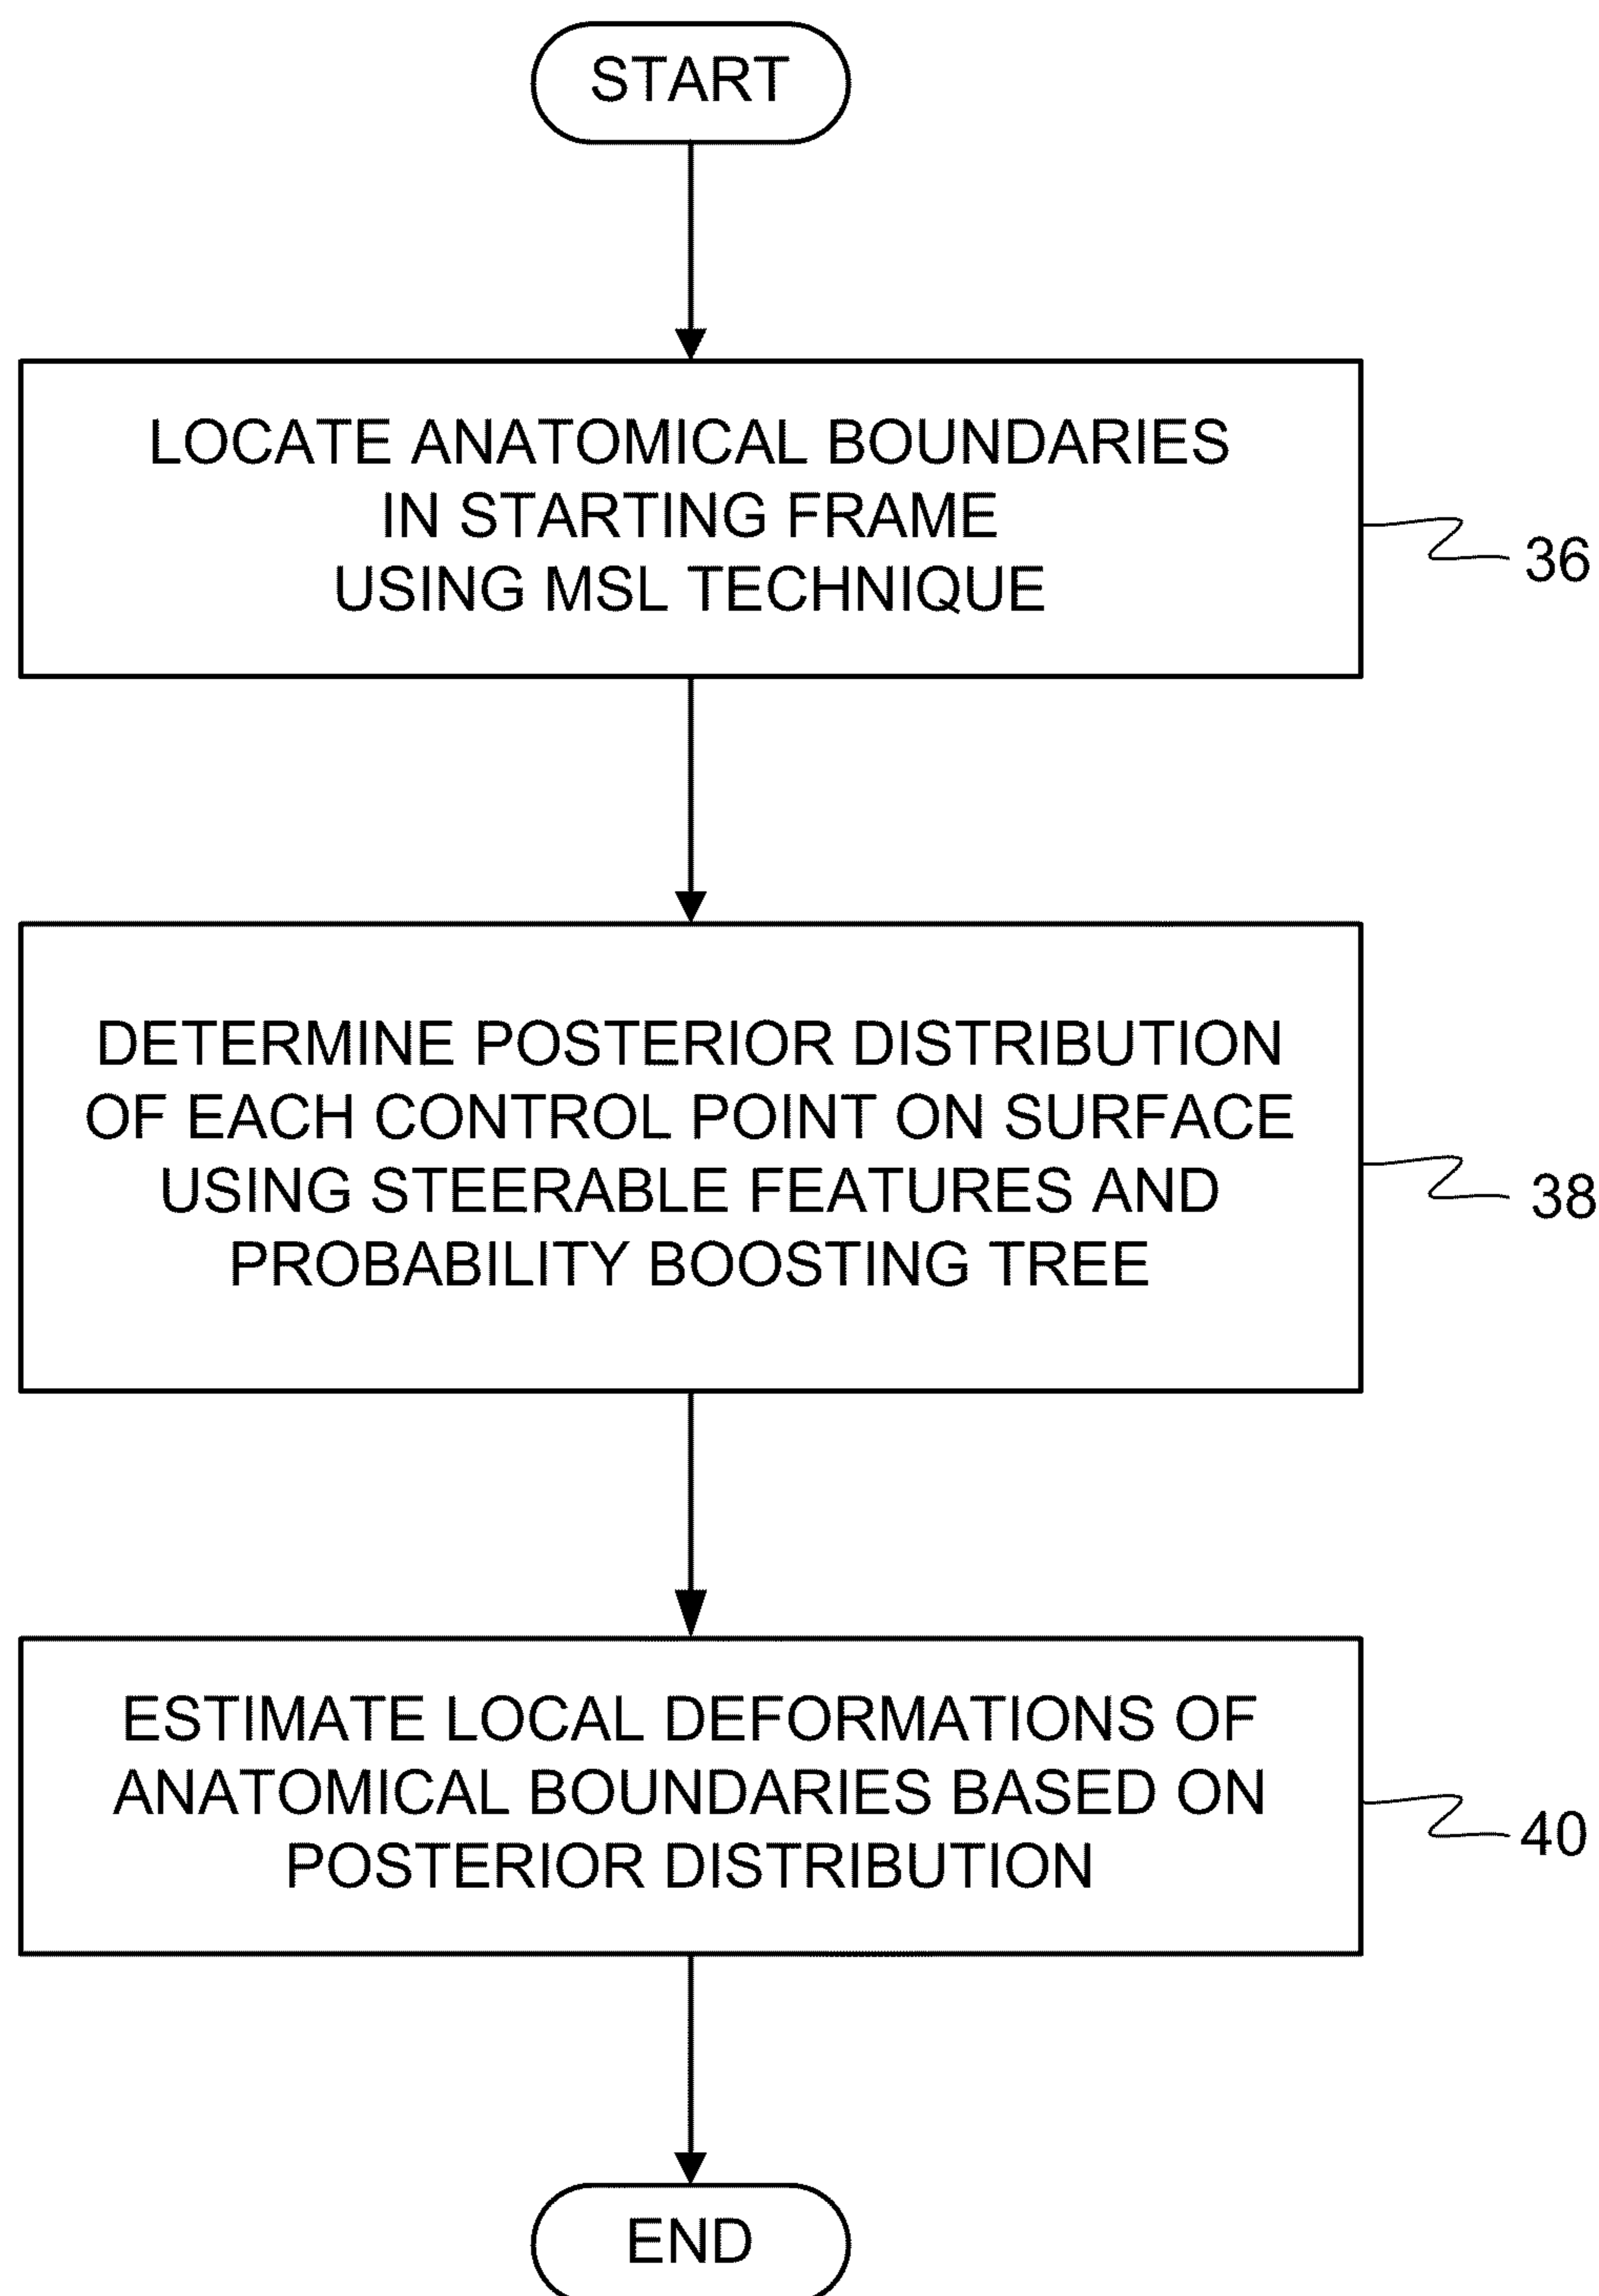 START
LOCATE ANATOMICAL BOUNDARIES
IN STARTING FRAME
USING MSL TECHNIQUE
36
DETERMINE POSTERIOR DISTRIBUTION
OF EACH CONTROL POINT ON SURFACE
USING STEERABLE FEATURES AND
PROBABILITY BOOSTING TREE
38
ESTIMATE LOCAL DEFORMATIONS OF
ANATOMICAL BOUNDARIES BASED ON
POSTERIOR DISTRIBUTION
40
END